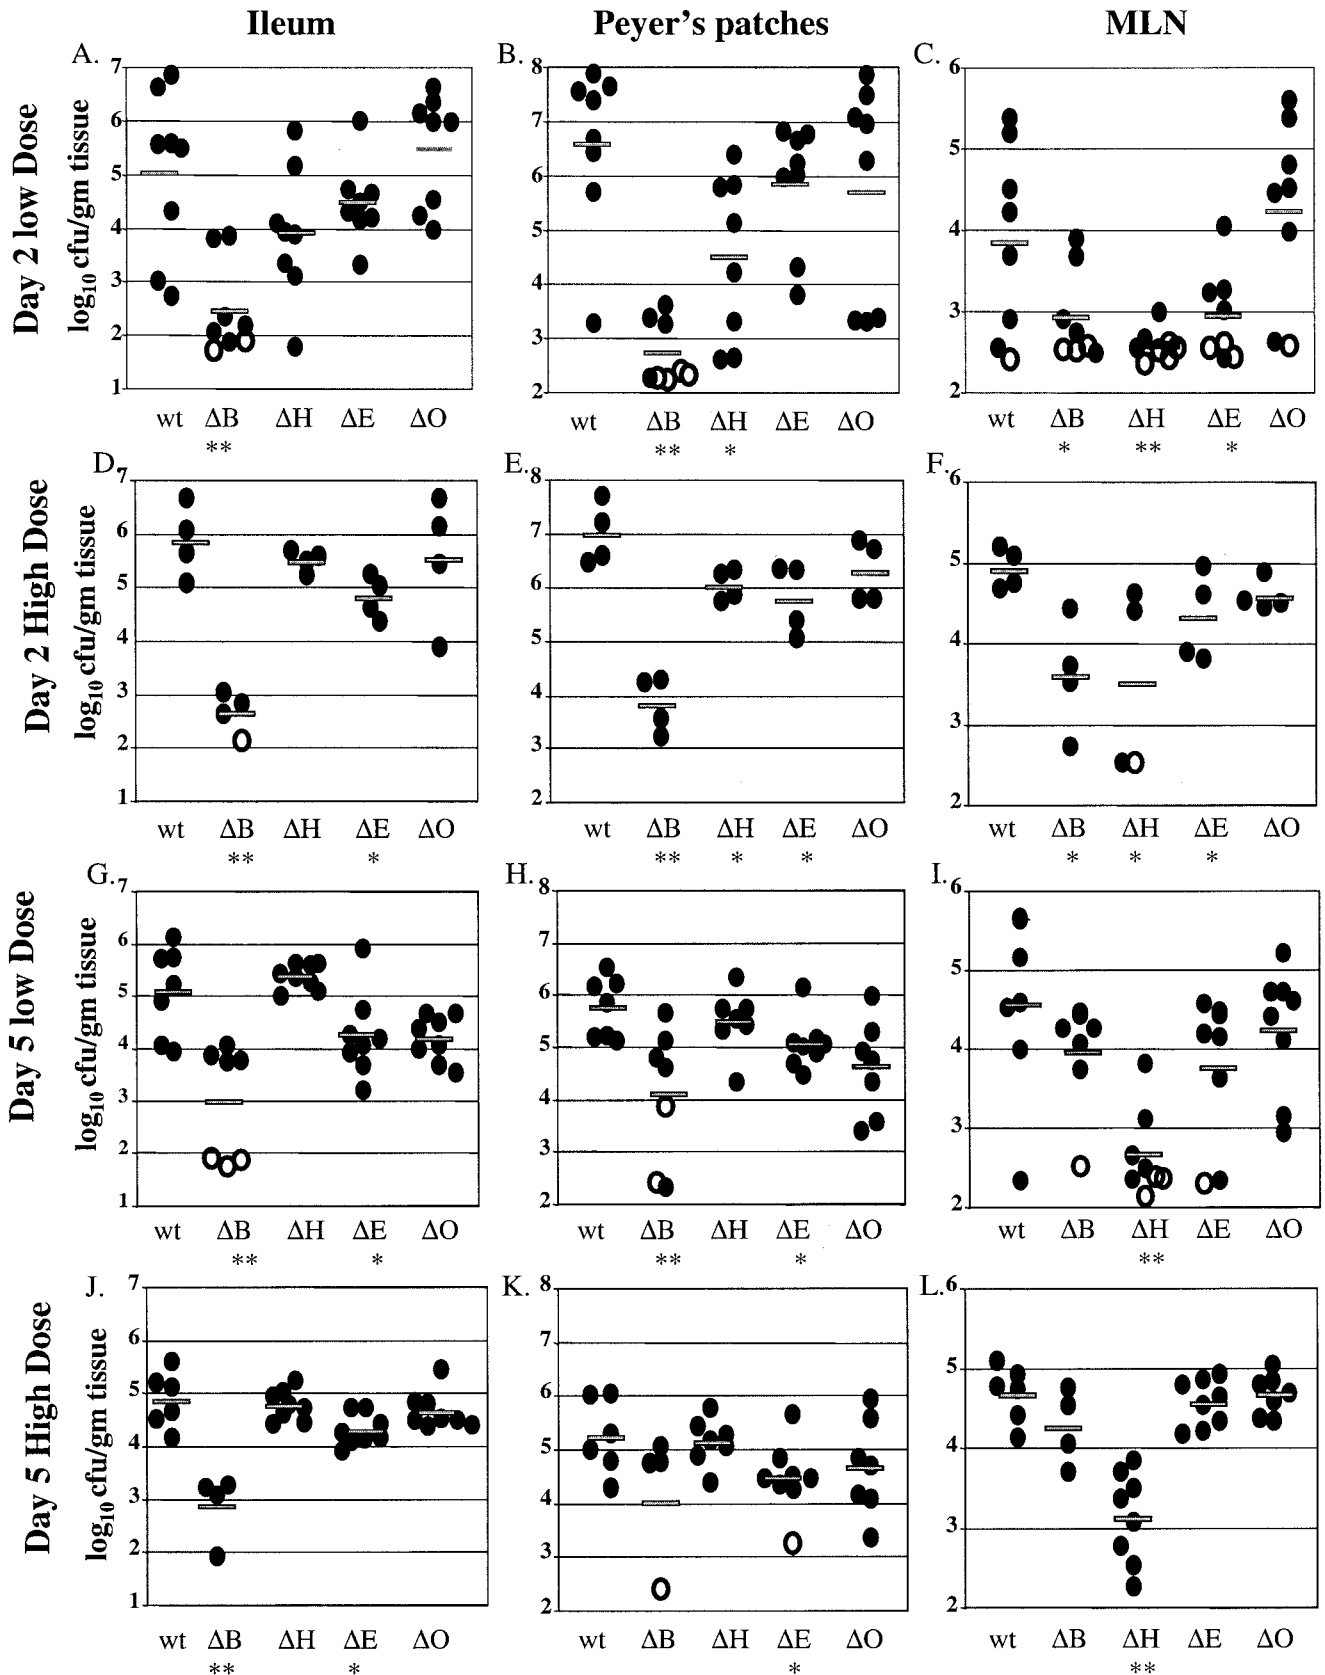 Ileum Peyer's patches MLN
Day 2 low Dose
A. B. C.
log10 cfu/gm tissue
7 6 5 4 3 2 1
8 7 6 5 4 3 2
6 5 4 3 2
wt ΔB ΔH ΔE ΔO wt ΔB ΔH ΔE ΔO wt ΔB ΔH ΔE ΔO
** ** * * ** *
Day 2 High Dose
D. E. F.
log10 cfu/gm tissue
7 6 5 4 3 2 1
8 7 6 5 4 3 2
6 5 4 3 2
wt ΔB ΔH ΔE ΔO wt ΔB ΔH ΔE ΔO wt ΔB ΔH ΔE ΔO
** * ** * * * * *
Day 5 low Dose
G. H. I.
log10 cfu/gm tissue
7 6 5 4 3 2 1
8 7 6 5 4 3 2
6 5 4 3 2
wt ΔB ΔH ΔE ΔO wt ΔB ΔH ΔE ΔO wt ΔB ΔH ΔE ΔO
** * ** * **
Day 5 High Dose
J. K. L.
log10 cfu/gm tissue
7 6 5 4 3 2 1
8 7 6 5 4 3 2
6 5 4 3 2
wt ΔB ΔH ΔE ΔO wt ΔB ΔH ΔE ΔO wt ΔB ΔH ΔE ΔO
** * * **